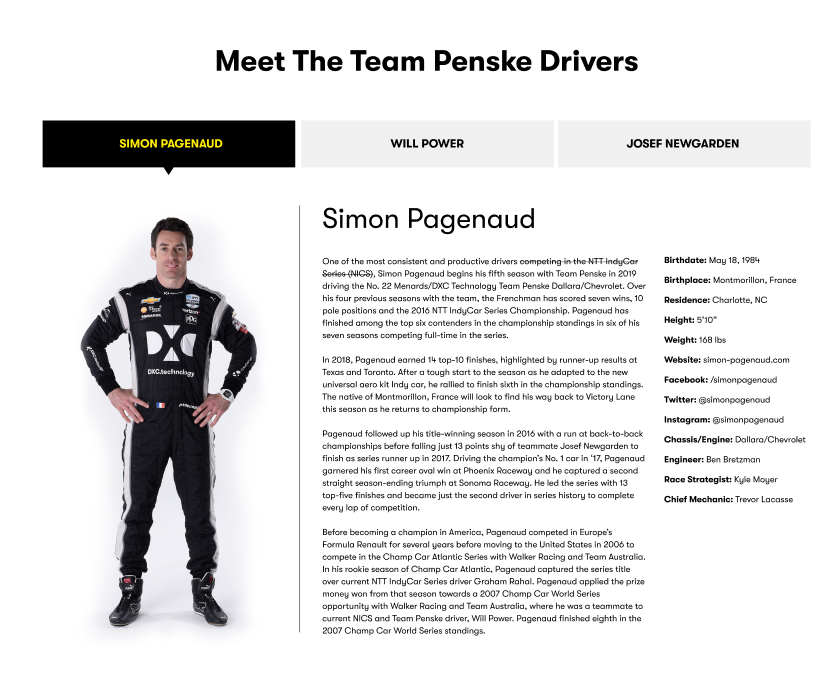 Meet The Team Penske Drivers
SIMON PAGENAUD
WILL POWER
JOSEF NEWGARDEN
Simon Pagenaud
One of the most consistent and productive drivers competing in the NTT IndyCar
Series (NICS), Simon Pagenaud begins his fifth season with Team Penske in 2019
driving the No. 22 Menards/DXC Technology Team Penske Dallara/Chevrolet. Over
his four previous seasons with the team, the Frenchman has scored seven wins, 10
pole positions and the 2016 NTT IndyCar Series Championship. Pagenaud has
finished among the top six contenders in the championship standings in six of his
seven seasons competing full-time in the series.
In 2018, Pagenaud earned 14 top-10 finishes, highlighted by runner-up results at
Texas and Toronto. After a tough start to the season as he adapted to the new
universal aero kit Indy car, he rallied to finish sixth in the championship standings.
The native of Montmorillon, France will look to find his way back to Victory Lane
this season as he returns to championship form.
Pagenaud followed up his title-winning season in 2016 with a run at back-to-back
championships before falling just 13 points shy of teammate Josef Newgarden to
finish as series runner up in 2017. Driving the champion's No. 1 car in '17, Pagenaud
garnered his first career oval win at Phoenix Raceway and he captured a second
straight season-ending triumph at Sonoma Raceway. He led the series with 13
top-five finishes and became just the second driver in series history to complete
every lap of competition.
Before becoming a champion in America, Pagenaud competed in Europe's
Formula Renault for several years before moving to the United States in 2006 to
compete in the Champ Car Atlantic Series with Walker Racing and Team Australia.
In his rookie season of Champ Car Atlantic, Pagenaud captured the series title
over current NTT IndyCar Series driver Graham Rahal. Pagenaud applied the prize
money won from that season towards a 2007 Champ Car World Series
opportunity with Walker Racing and Team Australia, where he was a teammate to
current NICS and Team Penske driver, Will Power. Pagenaud finished eighth in the
2007 Champ Car World Series standings.
Birthdate: May 18, 1984
Birthplace: Montmorillon, France
Residence: Charlotte, NC
Height: 5'10"
Weight: 168 lbs
Website: simon-pagenaud.com
Facebook: /simonpagenaud
Twitter: @simonpagenaud
Instagram: @simonpagenaud
Chassis/Engine: Dallara/Chevrolet
Engineer: Ben Bretzman
Race Strategist: Kyle Moyer
Chief Mechanic: Trevor Lacasse
DXC
DXC.technology